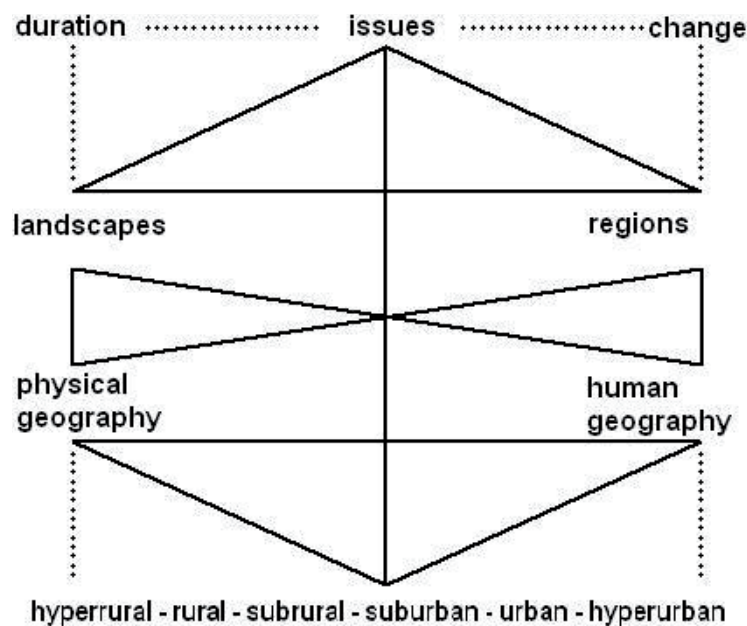 duration issues change
landscapes regions
physical geography
human geography
hyperrural - rural - subrural - suburban - urban - hyperurban